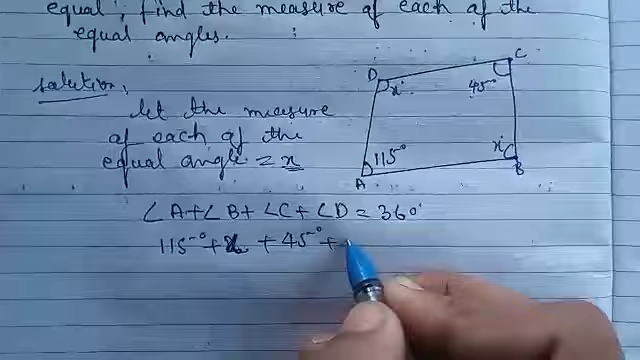 equal, find the measure of each of the
equal angles.
Solution,
Let the measure
of each of the
equal angle = x
D
C
x°
45°
115°
x°
A
B
∠A+∠B+∠C+∠D = 360°
115°+x + 45°+